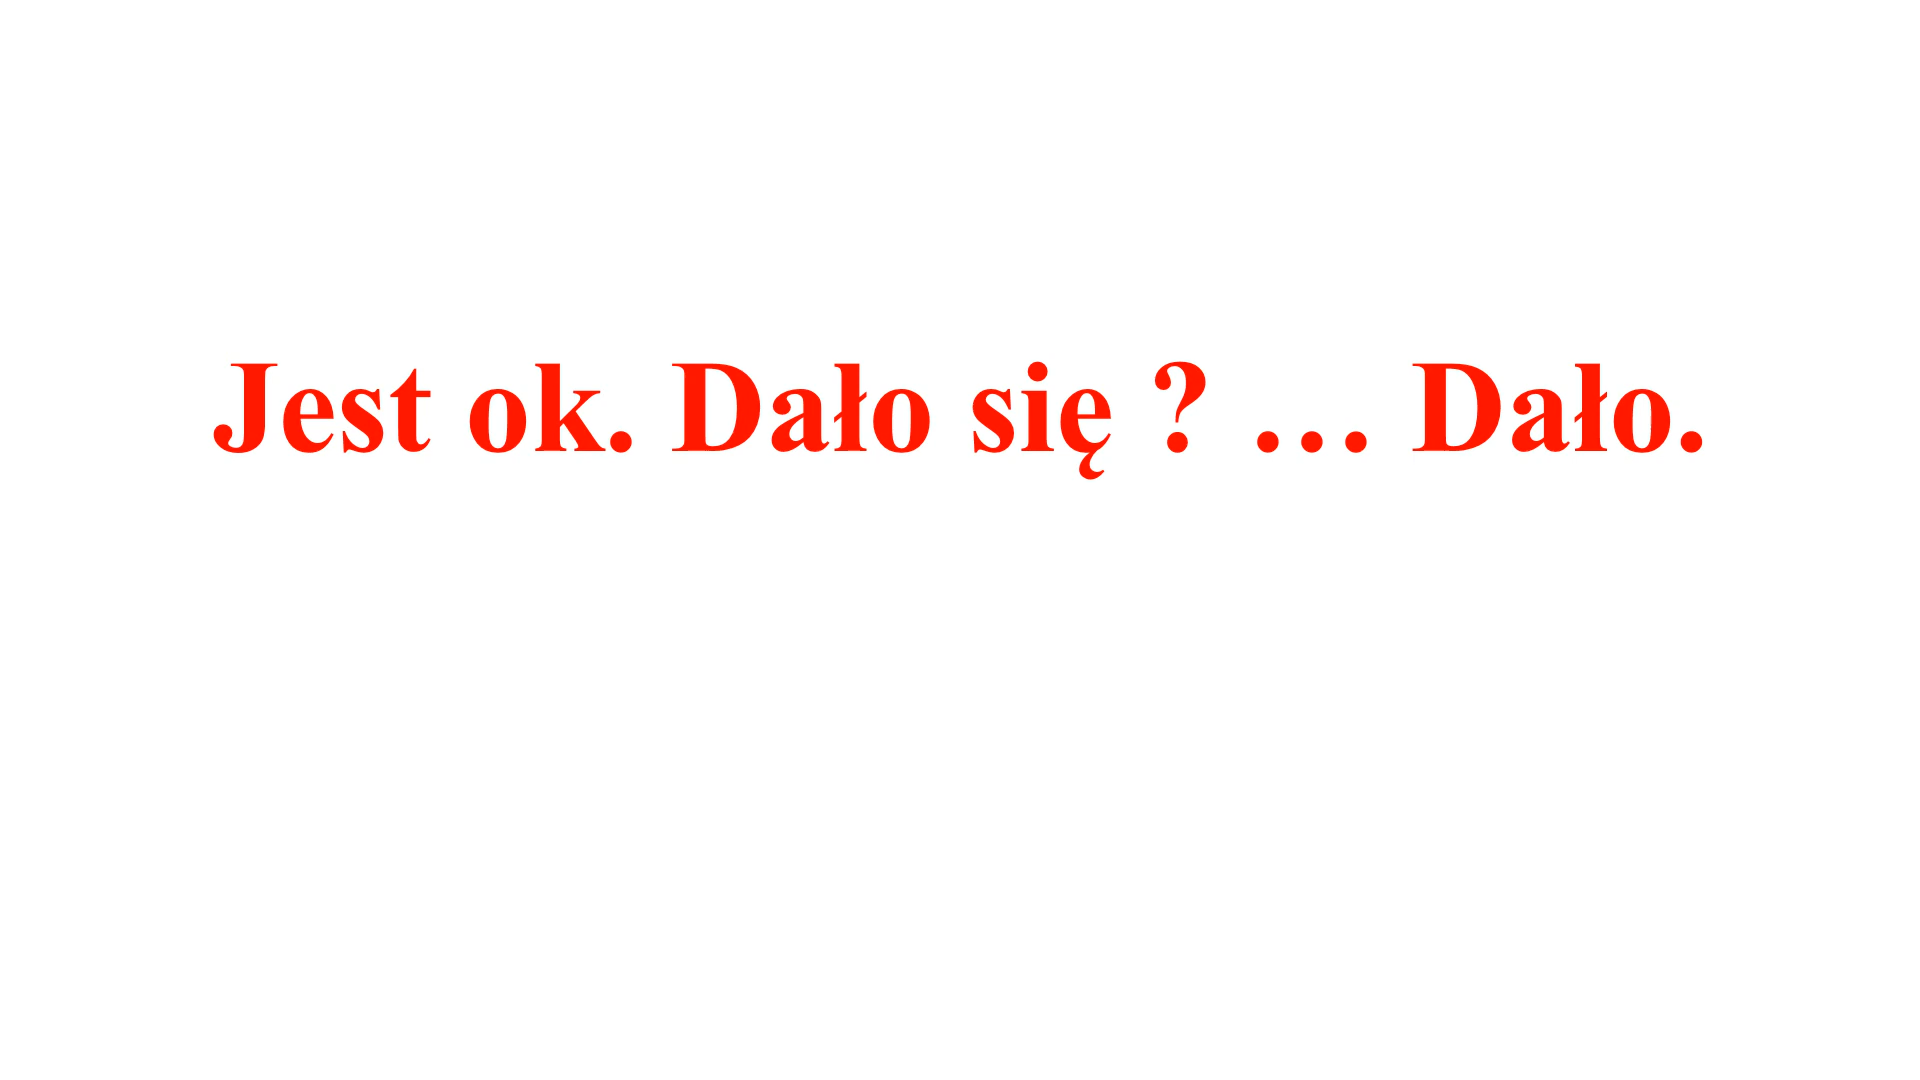 Jest ok. Dało się ? … Dało.